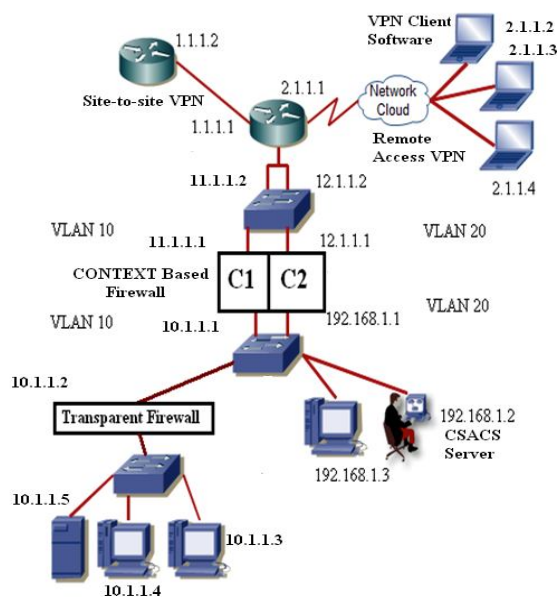 1.1.1.2
Site-to-site VPN
2.1.1.1
1.1.1.1
VPN Client
Software
2.1.1.2
2.1.1.3
Network
Cloud
Remote
Access VPN
2.1.1.4
11.1.1.2
12.1.1.2
VLAN 10
VLAN 20
11.1.1.1
12.1.1.1
CONTEXT Based
Firewall
C1
C2
VLAN 10
VLAN 20
10.1.1.1
192.168.1.1
10.1.1.2
Transparent Firewall
192.168.1.2
CSACS
Server
192.168.1.3
10.1.1.5
10.1.1.3
10.1.1.4